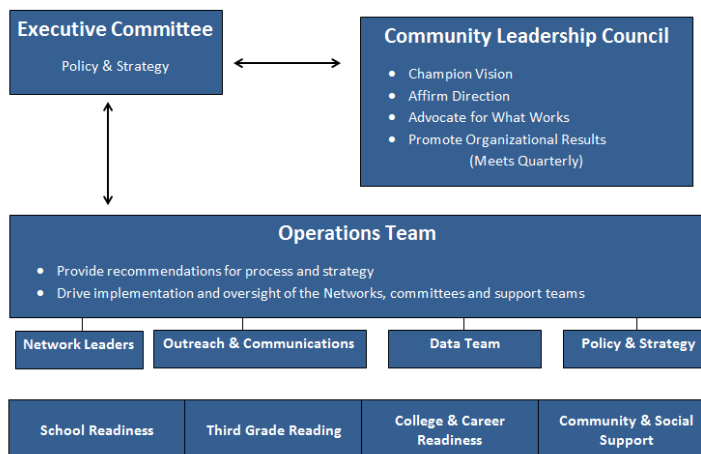 Executive Committee
Policy & Strategy
Community Leadership Council
• Champion Vision
• Affirm Direction
• Advocate for What Works
• Promote Organizational Results
(Meets Quarterly)
Operations Team
• Provide recommendations for process and strategy
• Drive implementation and oversight of the Networks, committees and support teams
Network Leaders
Outreach & Communications
Data Team
Policy & Strategy
School Readiness
Third Grade Reading
College & Career
Readiness
Community & Social
Support